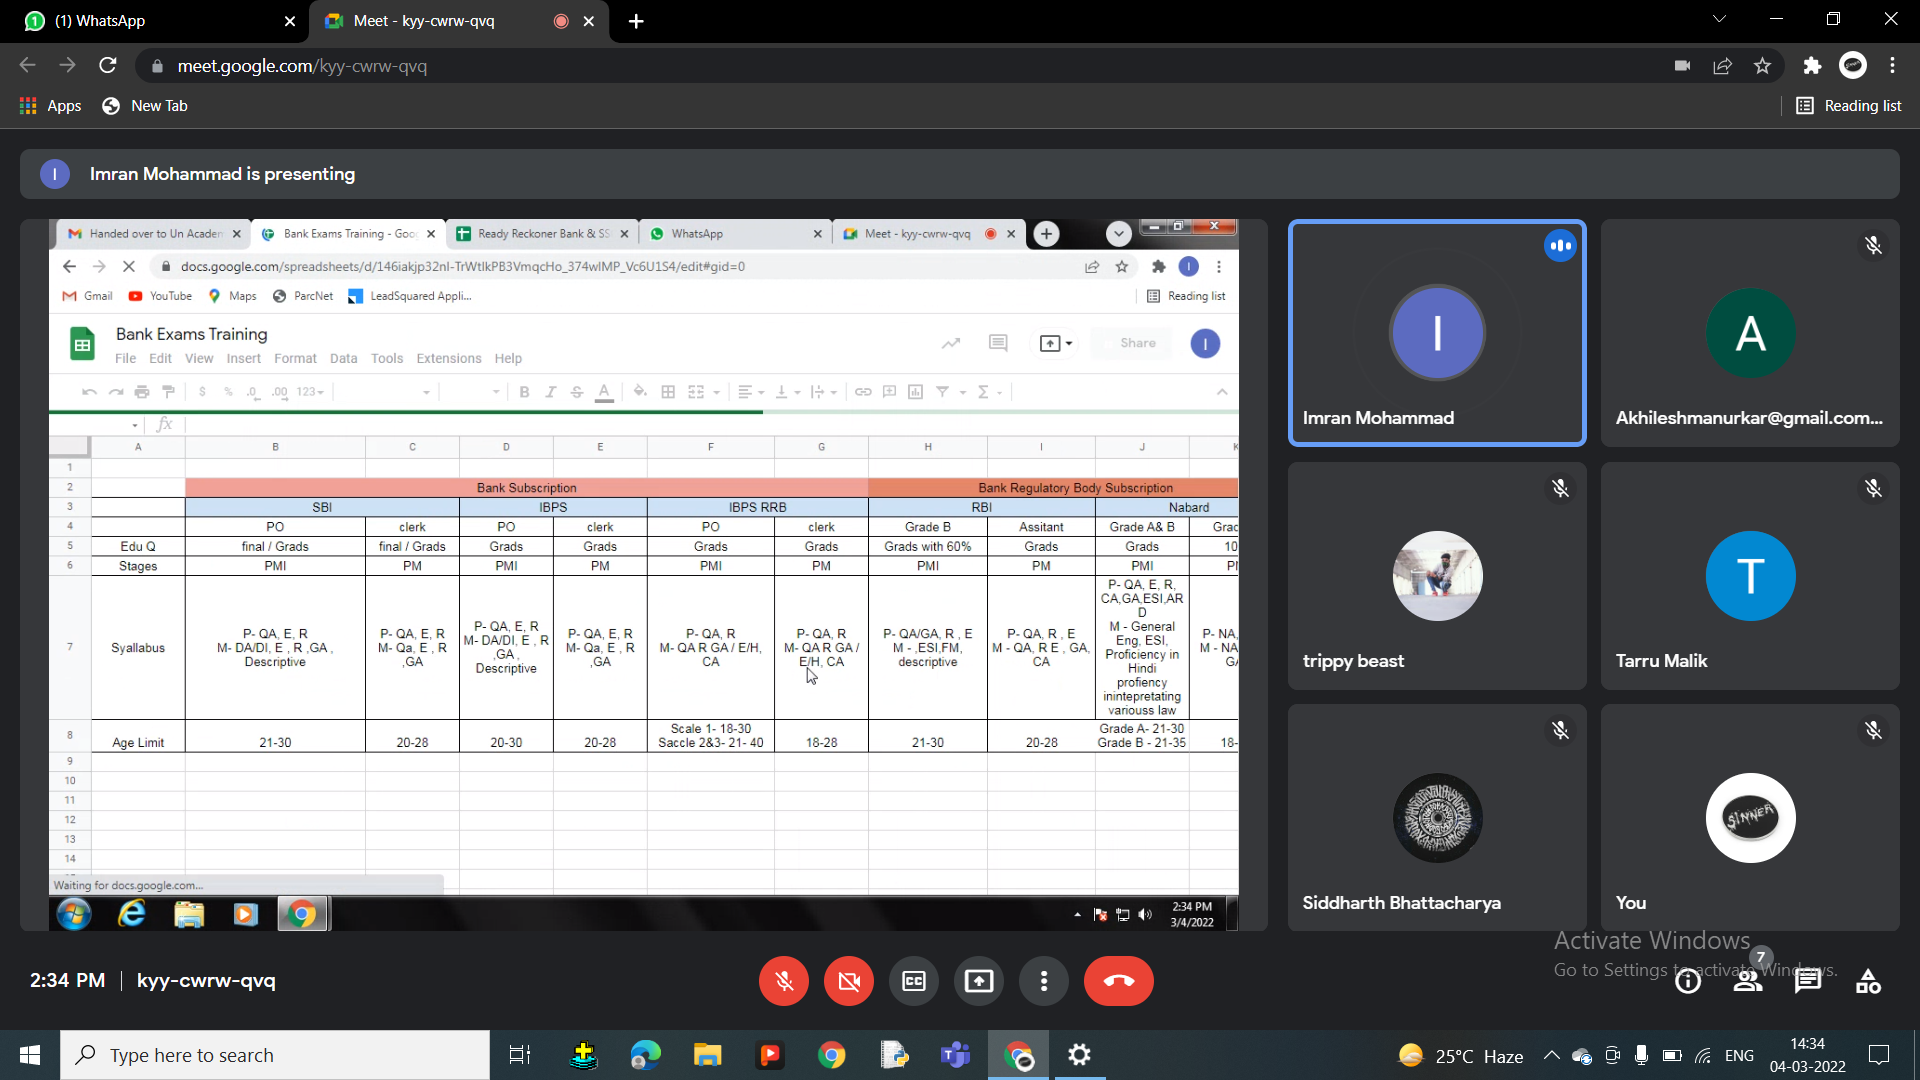 (1) WhatsApp
Meet - kyy-cwrw-qvq
meet.google.com/kyy-cwrw-qvq
Apps
New Tab
Reading list
I
Imran Mohammad is presenting
Handed over to Un Academ
Bank Exams Training - Goo
Ready Reckoner Bank & SS
WhatsApp
Meet - kyy-cwrw-qvq
Gmail
YouTube
Maps
ParcNet
LeadSquared Appli...
Reading list
Bank Exams Training
File Edit View Insert Format Data Tools Extensions Help
Share
I
$ % .0 .00 123
B I S A
fx
A B C D E F G H I J K
1
2 Bank Subscription Bank Regulatory Body Subscription
3 SBI IBPS IBPS RRB RBI Nabard
4 PO clerk PO clerk PO clerk Grade B Assitant Grade A& B Grac
5 Edu Q final / Grads final / Grads Grads Grads Grads Grads Grads with 60% Grads Grads 10
6 Stages PMI PM PMI PM PMI PM PMI PM PMI
7 Syallabus
P- QA, E, R
M- DA/DI, E , R ,GA ,
Descriptive
P- QA, E, R
M- Qa, E , R
,GA
P- QA, E, R
M- DA/DI, E , R
,GA ,
Descriptive
P- QA, E, R
M- Qa, E , R
,GA
P- QA, R
M- QA R GA / E/H,
CA
P- QA, R
M- QA R GA /
E/H, CA
P- QA/GA, R , E
M - ,ESI,FM,
descriptive
P- QA, R , E
M - QA, R E , GA,
CA
P- QA, E, R,
CA,GA,ESI,AR
D
M - General
Eng, ESI,
Proficiency in
Hindi
profiency
inintepretating
variouss law
P- NA,
M - NA
GA
8 Age Limit 21-30 20-28 20-30 20-28
Scale 1- 18-30
Saccle 2&3- 21- 40
18-28 21-30 20-28
Grade A- 21-30
Grade B - 21-35
18-
9
10
11
12
13
14
Waiting for docs.google.com...
2:34 PM
3/4/2022
I
Imran Mohammad
A
Akhileshmanurkar@gmail.com...
trippy beast
T
Tarru Malik
Siddharth Bhattacharya
SINNER
You
Activate Windows
Go to Settings to activate Windows.
2:34 PM
kyy-cwrw-qvq
CC
7
Type here to search
25°C Haze
ENG
14:34
04-03-2022